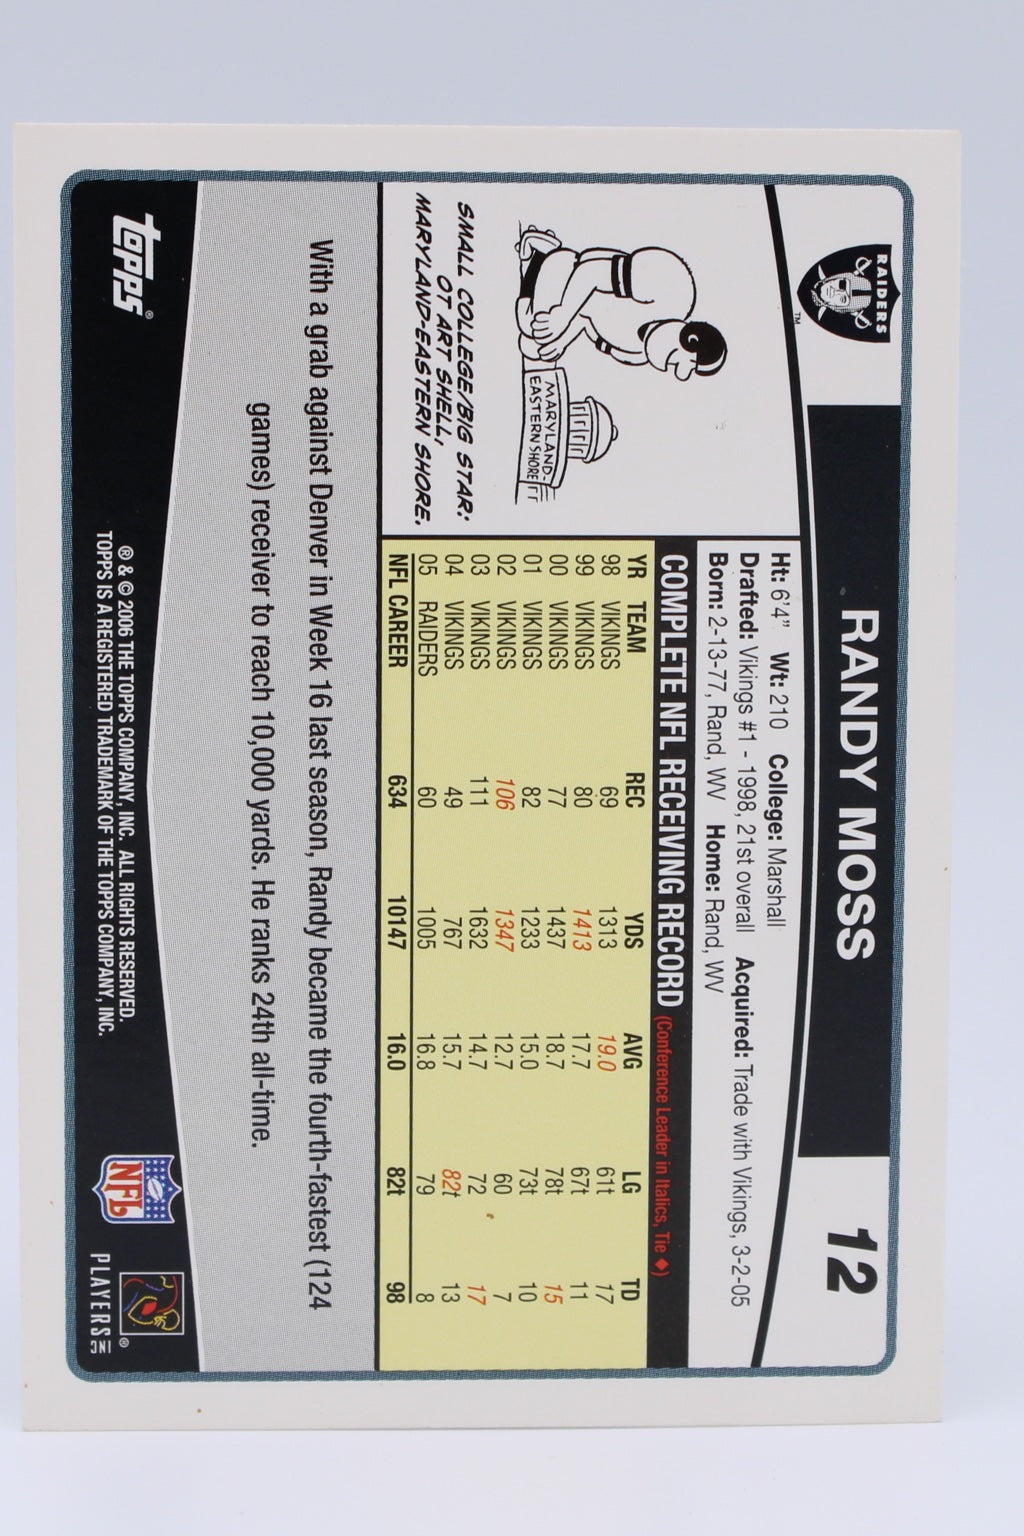 RAIDERS
TM
RANDY MOSS
12
Ht: 6'4" Wt: 210 College: Marshall
Drafted: Vikings #1 - 1998, 21st overall Acquired: Trade with Vikings, 3-2-05
Born: 2-13-77, Rand, WV Home: Rand, WV
MARYLAND-
EASTERN SHORE
SMALL COLLEGE/BIG STAR:
OT ART SHELL,
MARYLAND-EASTERN SHORE.
COMPLETE NFL RECEIVING RECORD (Conference Leader in Italics, Tie ♦)
YR TEAM REC YDS AVG LG TD
98 VIKINGS 69 1313 19.0 61t 17
99 VIKINGS 80 1413 17.7 67t 11
00 VIKINGS 77 1437 18.7 78t 15
01 VIKINGS 82 1233 15.0 73t 10
02 VIKINGS 106 1347 12.7 60 7
03 VIKINGS 111 1632 14.7 72 17
04 VIKINGS 49 767 15.7 82t 13
05 RAIDERS 60 1005 16.8 79 8
NFL CAREER 634 10147 16.0 82t 98
With a grab against Denver in Week 16 last season, Randy became the fourth-fastest (124
games) receiver to reach 10,000 yards. He ranks 24th all-time.
topps®
® & © 2006 THE TOPPS COMPANY, INC. ALL RIGHTS RESERVED.
TOPPS IS A REGISTERED TRADEMARK OF THE TOPPS COMPANY, INC.
NFL
PLAYERS INC
®